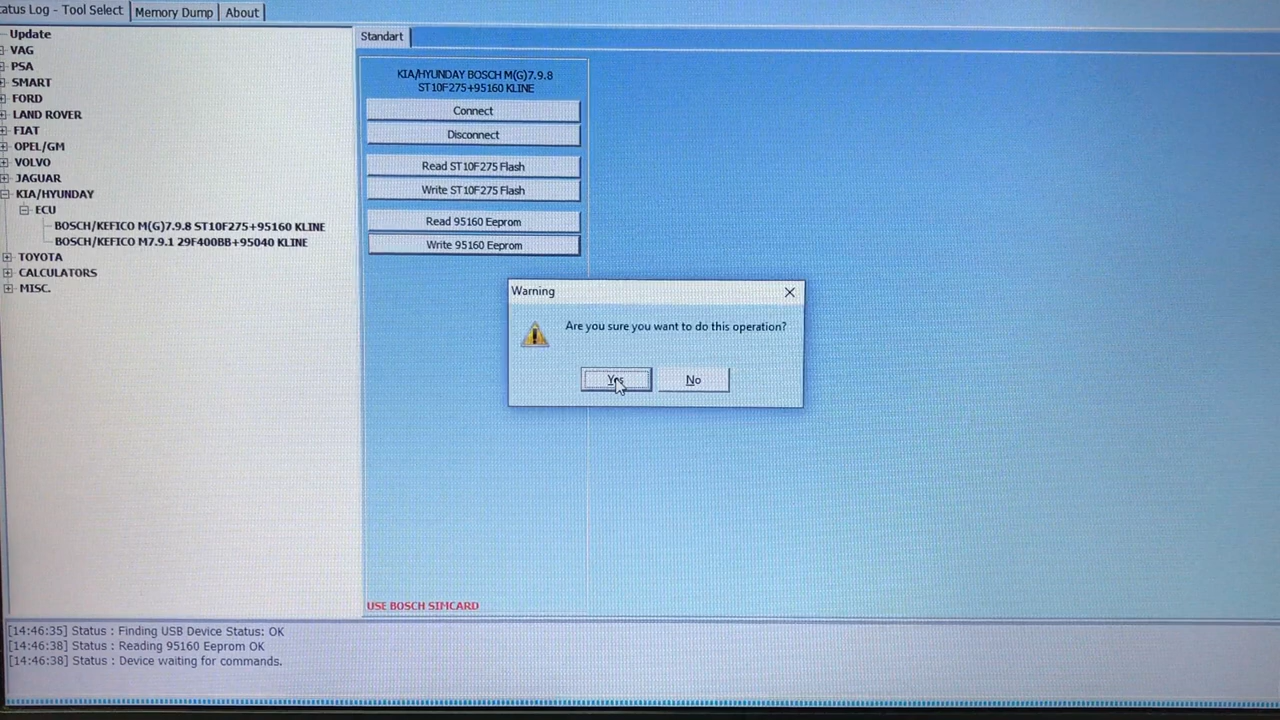 atus Log - Tool Select
Memory Dump
About
Update
VAG
PSA
SMART
FORD
LAND ROVER
FIAT
OPEL/GM
VOLVO
JAGUAR
KIA/HYUNDAY
ECU
BOSCH/KEFICO M(G)7.9.8 ST10F275+95160 KLINE
BOSCH/KEFICO M7.9.1 29F400BB+95040 KLINE
TOYOTA
CALCULATORS
MISC.
Standart
KIA/HYUNDAY BOSCH M(G)7.9.8
ST10F275+95160 KLINE
Connect
Disconnect
Read ST10F275 Flash
Write ST10F275 Flash
Read 95160 Eeprom
Write 95160 Eeprom
Warning
Are you sure you want to do this operation?
Yes
No
USE BOSCH SIMCARD
[14:46:35] Status : Finding USB Device Status: OK
[14:46:38] Status : Reading 95160 Eeprom OK
[14:46:38] Status : Device waiting for commands.